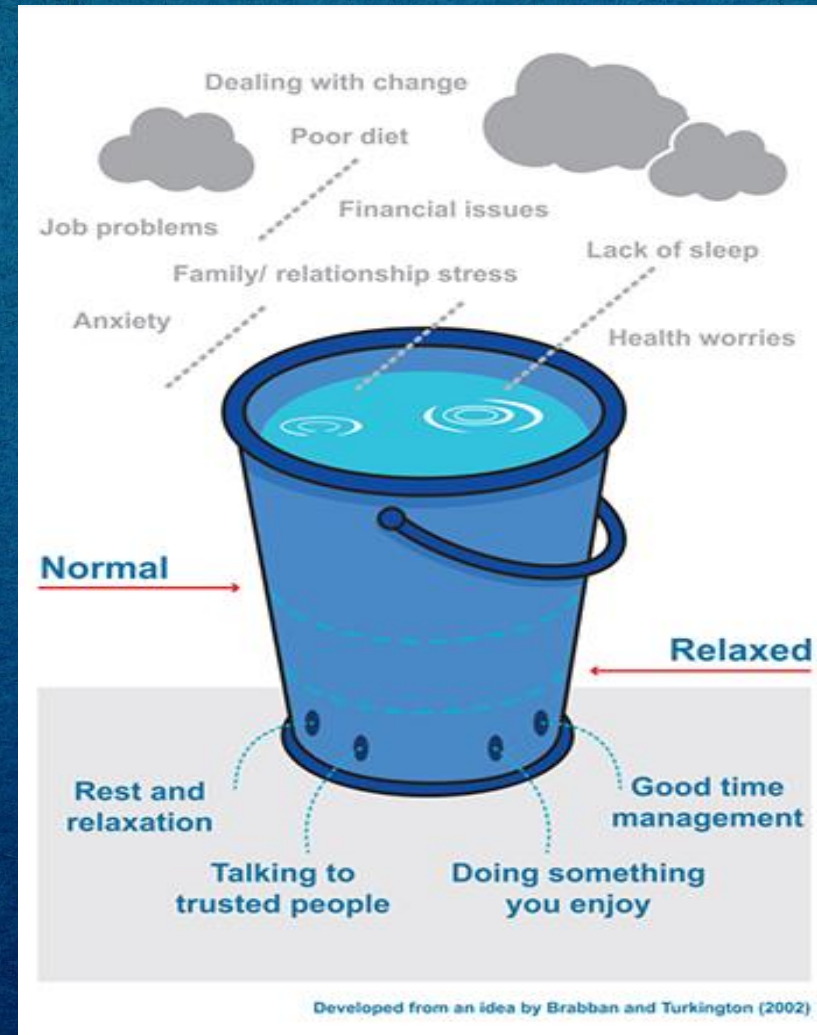 Dealing with change
Poor diet
Financial issues
Job problems
Lack of sleep
Family/ relationship stress
Anxiety
Health worries
Normal
Relaxed
Rest and
relaxation
Good time
management
Talking to
trusted people
Doing something
you enjoy
Developed from an idea by Brabban and Turkington (2002)